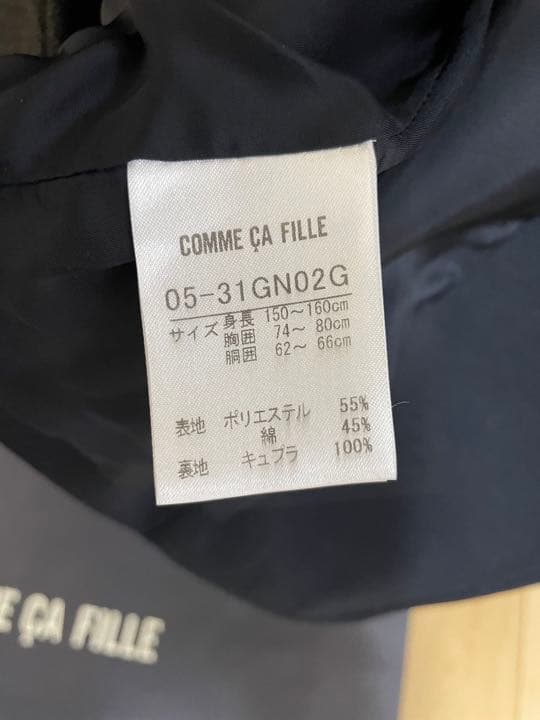 COMME ÇA FILLE
05-31GN02G
サイズ 身長 150～160cm
胸囲 74～ 80cm
胴囲 62～ 66cm
表地 ポリエステル 55%
綿 45%
裏地 キュプラ 100%
E ÇA FILLE